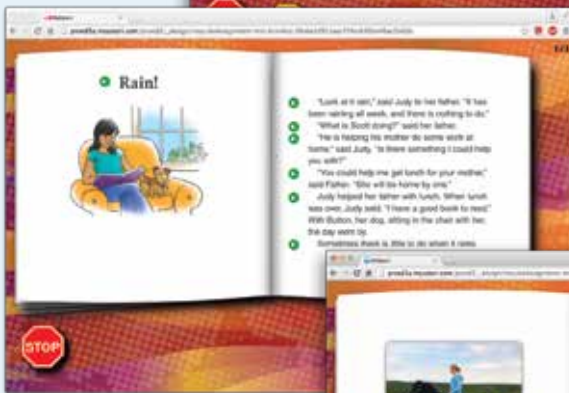 Rain!
"Look at it rain," said Judy to her father. "It has
been raining all week, and there is nothing to do."
"What is Scott doing?" said her father.
"He is helping his mother do some work at
home," said Judy. "Is there something I could help
you with?"
"You could help me get lunch for your mother,"
said Father. "She will be home by one."
Judy helped her father with lunch. When lunch
was over, Judy said, "I have a good book to read."
With Button, her dog, sitting in the chair with her,
the day went by.
Sometimes there is little to do when it rains.
STOP